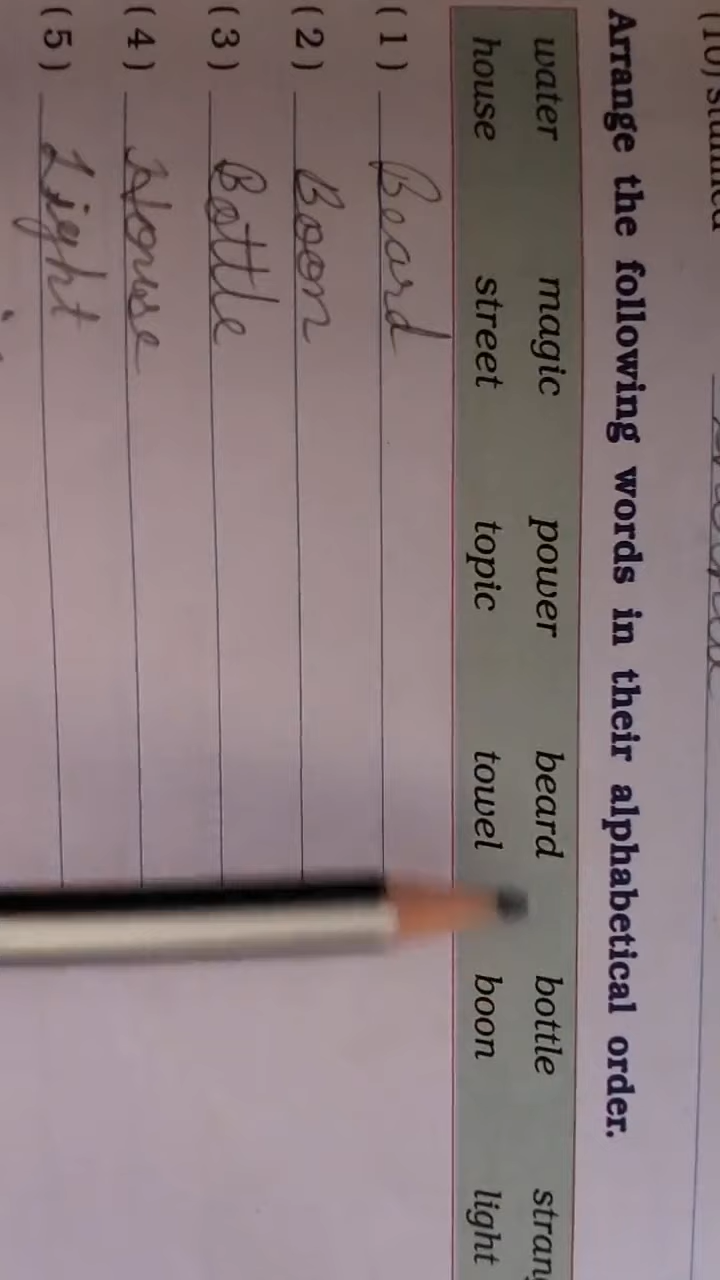 Arrange the following words in their alphabetical order.
water magic power beard bottle
house street topic towel boon light
(1) Beard
(2) Boon
(3) Bottle
(4) House
(5) Light